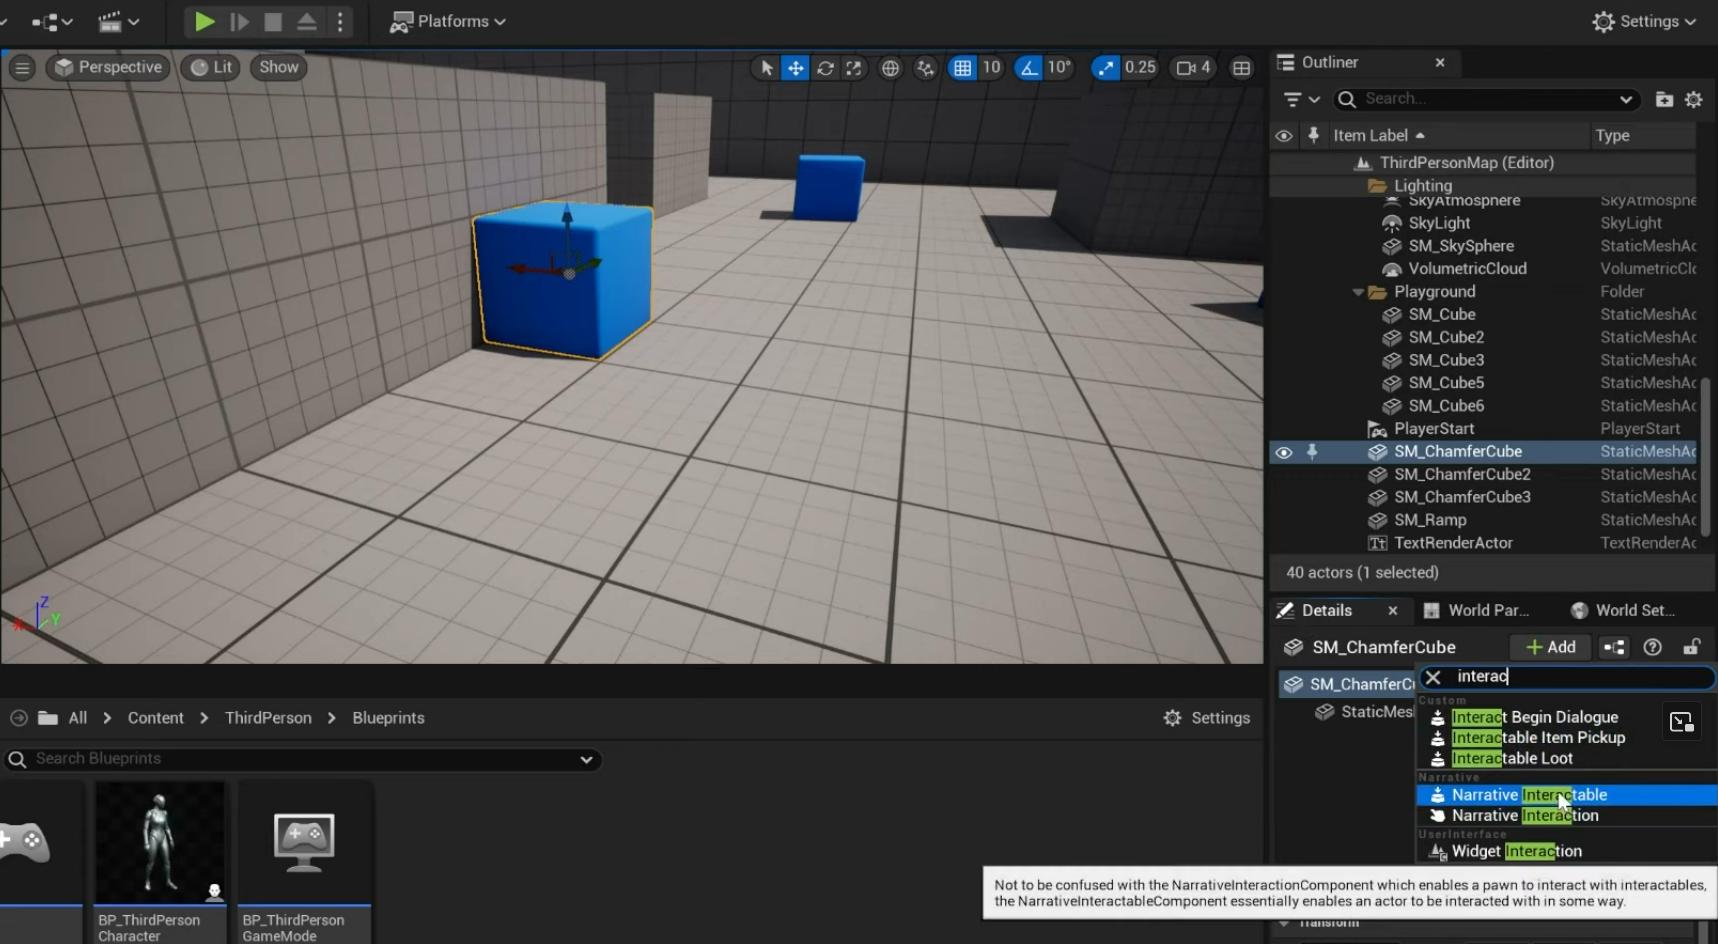 Platforms
Settings
Perspective
Lit
Show
10
10°
0.25
4
Z
Y
Outliner
Search...
Item Label
Type
ThirdPersonMap (Editor)
Lighting
SkyAtmosphere SkyAtmosphe
SkyLight SkyLight
SM_SkySphere StaticMeshAc
VolumetricCloud VolumetricClo
Playground Folder
SM_Cube StaticMeshAc
SM_Cube2 StaticMeshAc
SM_Cube3 StaticMeshAc
SM_Cube5 StaticMeshAc
SM_Cube6 StaticMeshAc
PlayerStart PlayerStart
SM_ChamferCube StaticMeshAc
SM_ChamferCube2 StaticMeshAc
SM_ChamferCube3 StaticMeshAc
SM_Ramp StaticMeshAc
TextRenderActor TextRenderAc
40 actors (1 selected)
Details
World Par...
World Set...
SM_ChamferCube
Add
SM_ChamferCu
StaticMesl
interac
Custom
Interact Begin Dialogue
Interactable Item Pickup
Interactable Loot
Narrative
Narrative Interactable
Narrative Interaction
UserInterface
Widget Interaction
Not to be confused with the NarrativeInteractionComponent which enables a pawn to interact with interactables,
the NarrativeInteractableComponent essentially enables an actor to be interacted with in some way.
Transform
All
Content
ThirdPerson
Blueprints
Settings
Search Blueprints
BP_ThirdPerson
Character
BP_ThirdPerson
GameMode